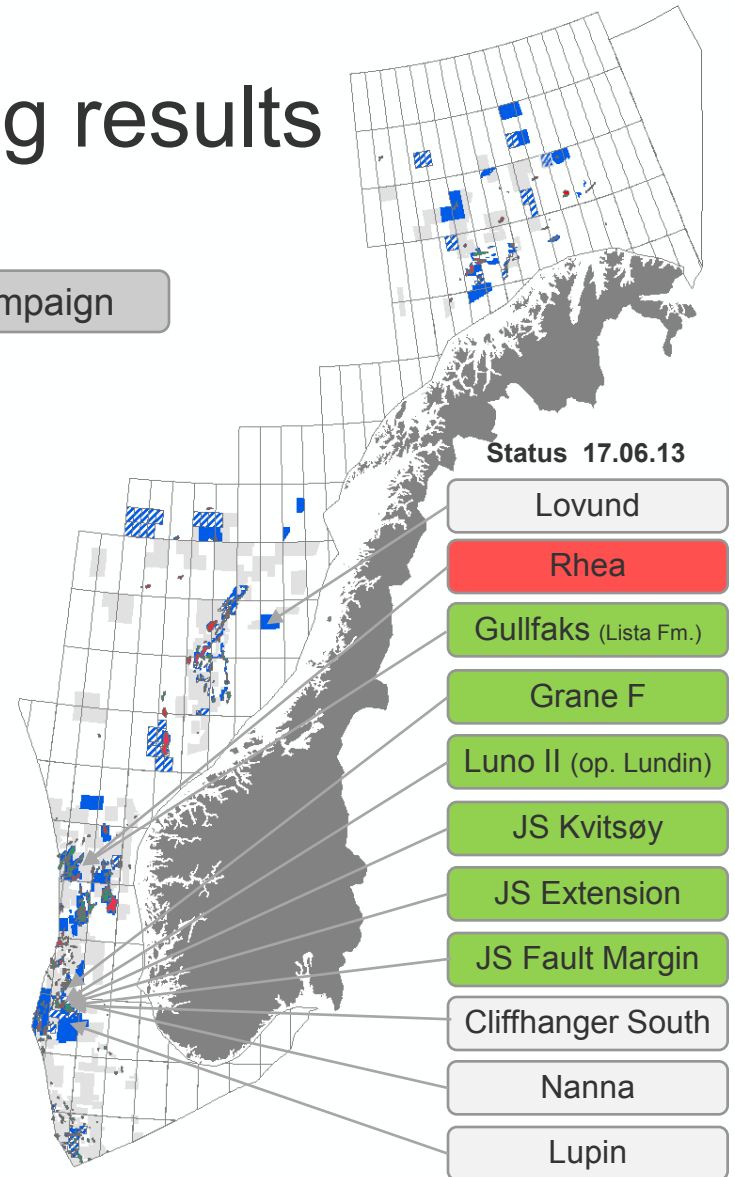 g results
mpaign
Status 17.06.13
Lovund
Rhea
Gullfaks (Lista Fm.)
Grane F
Luno II (op. Lundin)
JS Kvitsøy
JS Extension
JS Fault Margin
Cliffhanger South
Nanna
Lupin